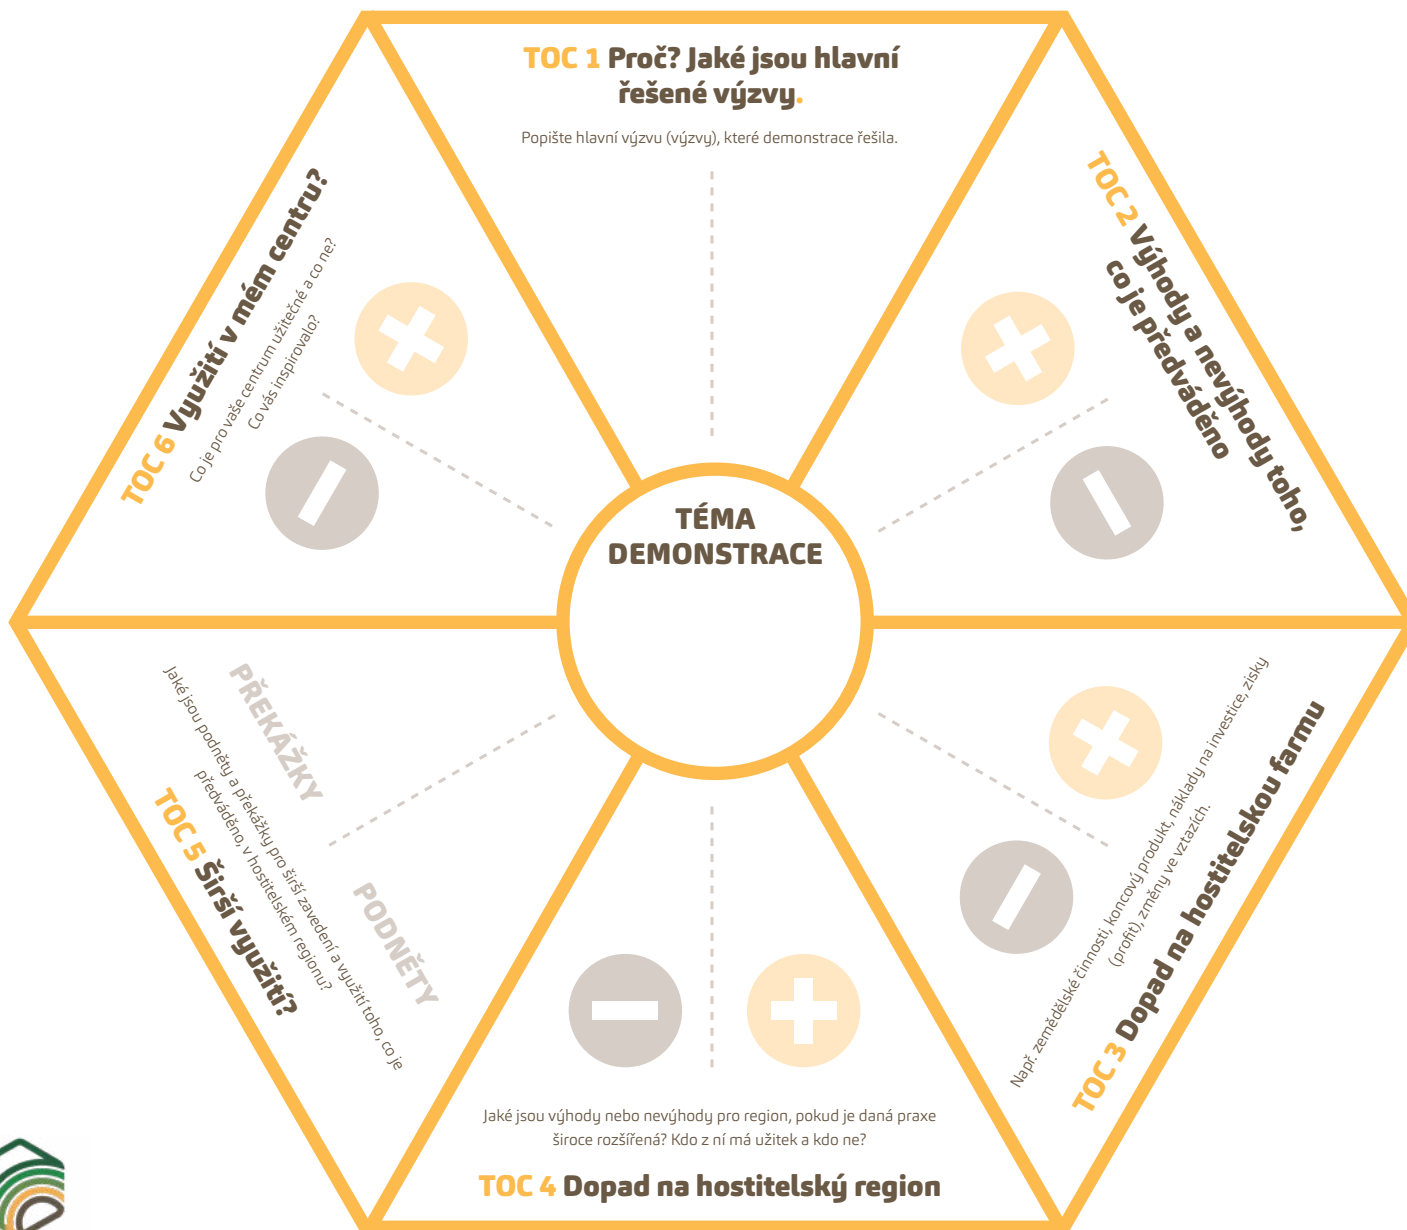 TOC 1 Proč? Jaké jsou hlavní
řešené výzvy.
Popište hlavní výzvu (výzvy), které demonstrace řešila.
TOC 2 Výhody a nevýhody toho,
co je předváděno
TOC 6 Využití v mém centru?
Co je pro vaše centrum užitečné a co ne?
Co vás inspirovalo?
TÉMA
DEMONSTRACE
Např. zemědělské činnosti, koncový produkt, náklady na investice, zisky
(profit), změny ve vztazích.
TOC 3 Dopad na hostitelskou farmu
PŘEKÁŽKY
Jaké jsou podněty a překážky pro širší zavedení a využití toho, co je
předváděno, v hostitelském regionu?
TOC 5 Širší využití?
PODNĚTY
Jaké jsou výhody nebo nevýhody pro region, pokud je daná praxe
široce rozšířená? Kdo z ní má užitek a kdo ne?
TOC 4 Dopad na hostitelský region